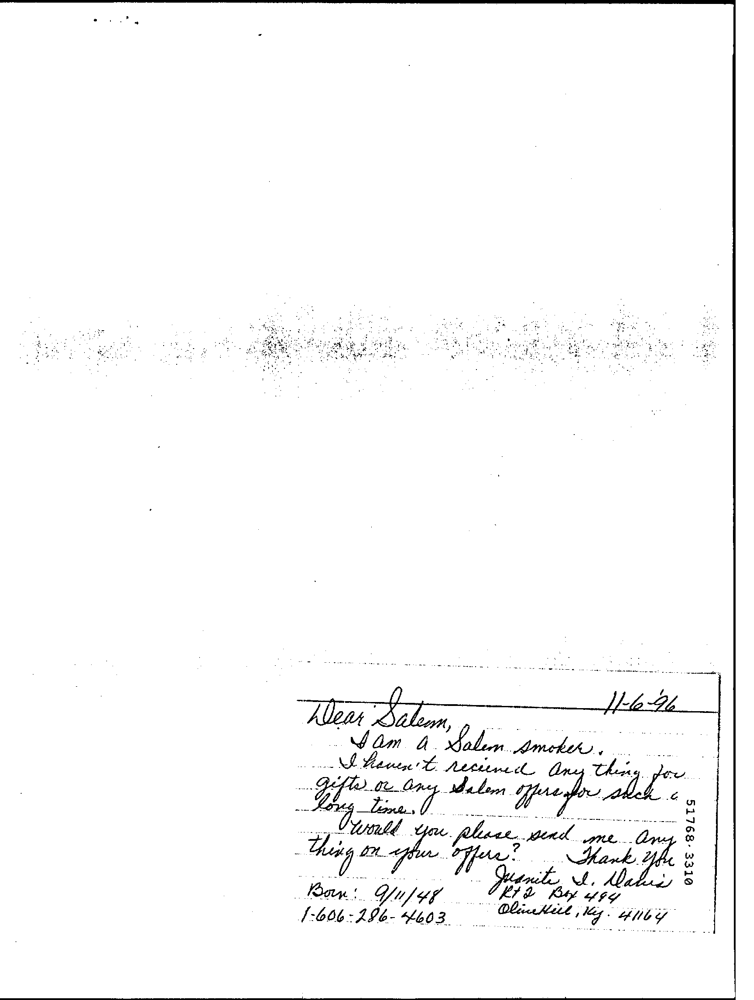 11-6-96
Dear Salem,
I am a Salem smoker.
I haven't recieved any thing for
gifts or any Salem offers for such a
long time.
Would you please send me any
thing on your offers? Thank you
Juanita I. Davis
Born: 9/11/48 Rt 2 Box 494
1-606-286-4603 Olive Hill, Ky. 41164
51768 3310